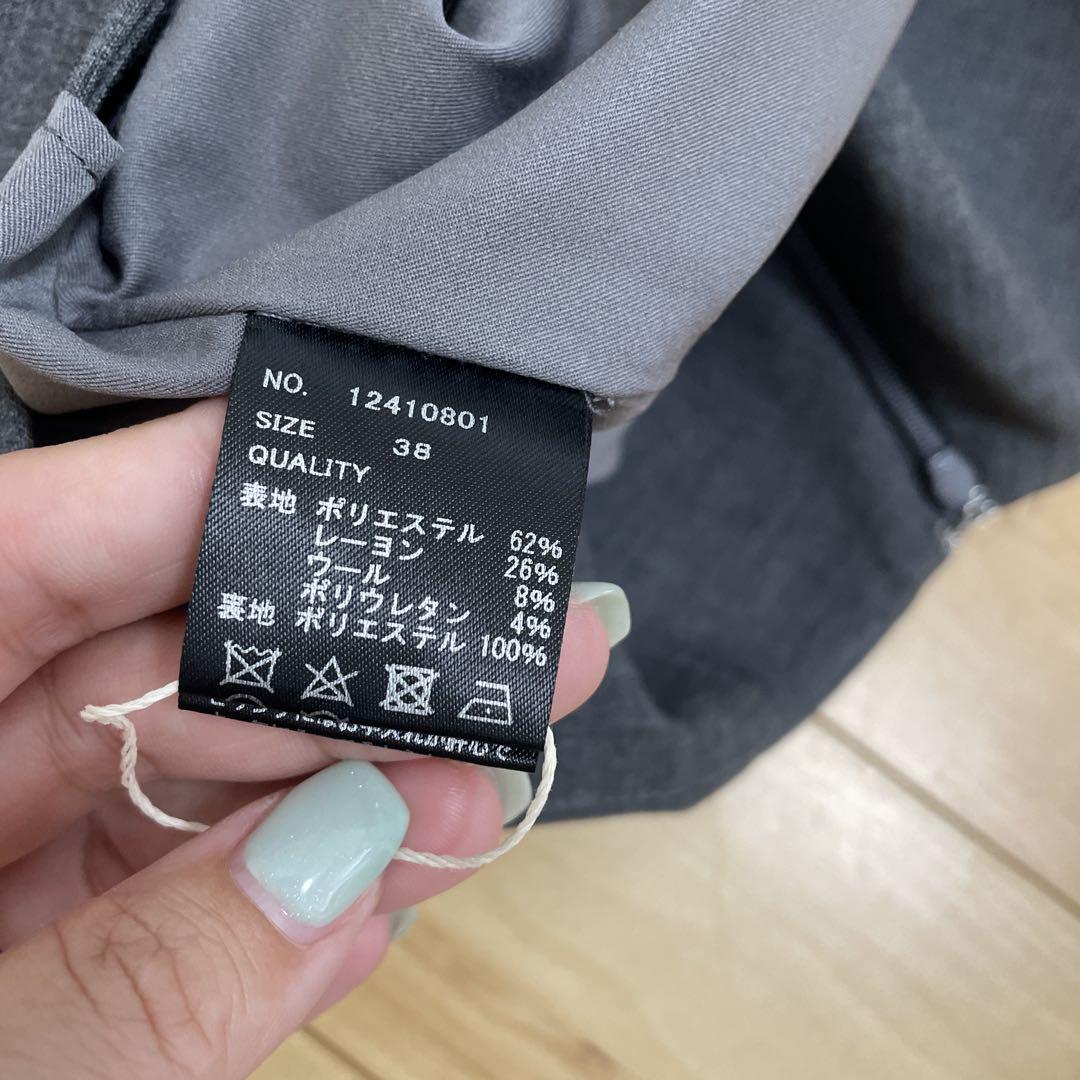 NO. 12410801
SIZE 38
QUALITY
表地 ポリエステル 62%
レーヨン 26%
ウール 8%
ポリウレタン 4%
表地 ポリエステル 100%